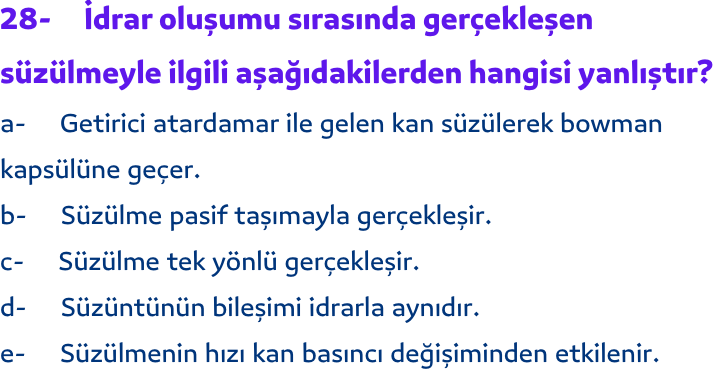 28- İdrar oluşumu sırasında gerçekleşen
süzülmeyle ilgili aşağıdakilerden hangisi yanlıştır?
a- Getirici atardamar ile gelen kan süzülerek bowman
kapsülüne geçer.
b- Süzülme pasif taşımayla gerçekleşir.
c- Süzülme tek yönlü gerçekleşir.
d- Süzüntünün bileşimi idrarla aynıdır.
e- Süzülmenin hızı kan basıncı değişiminden etkilenir.